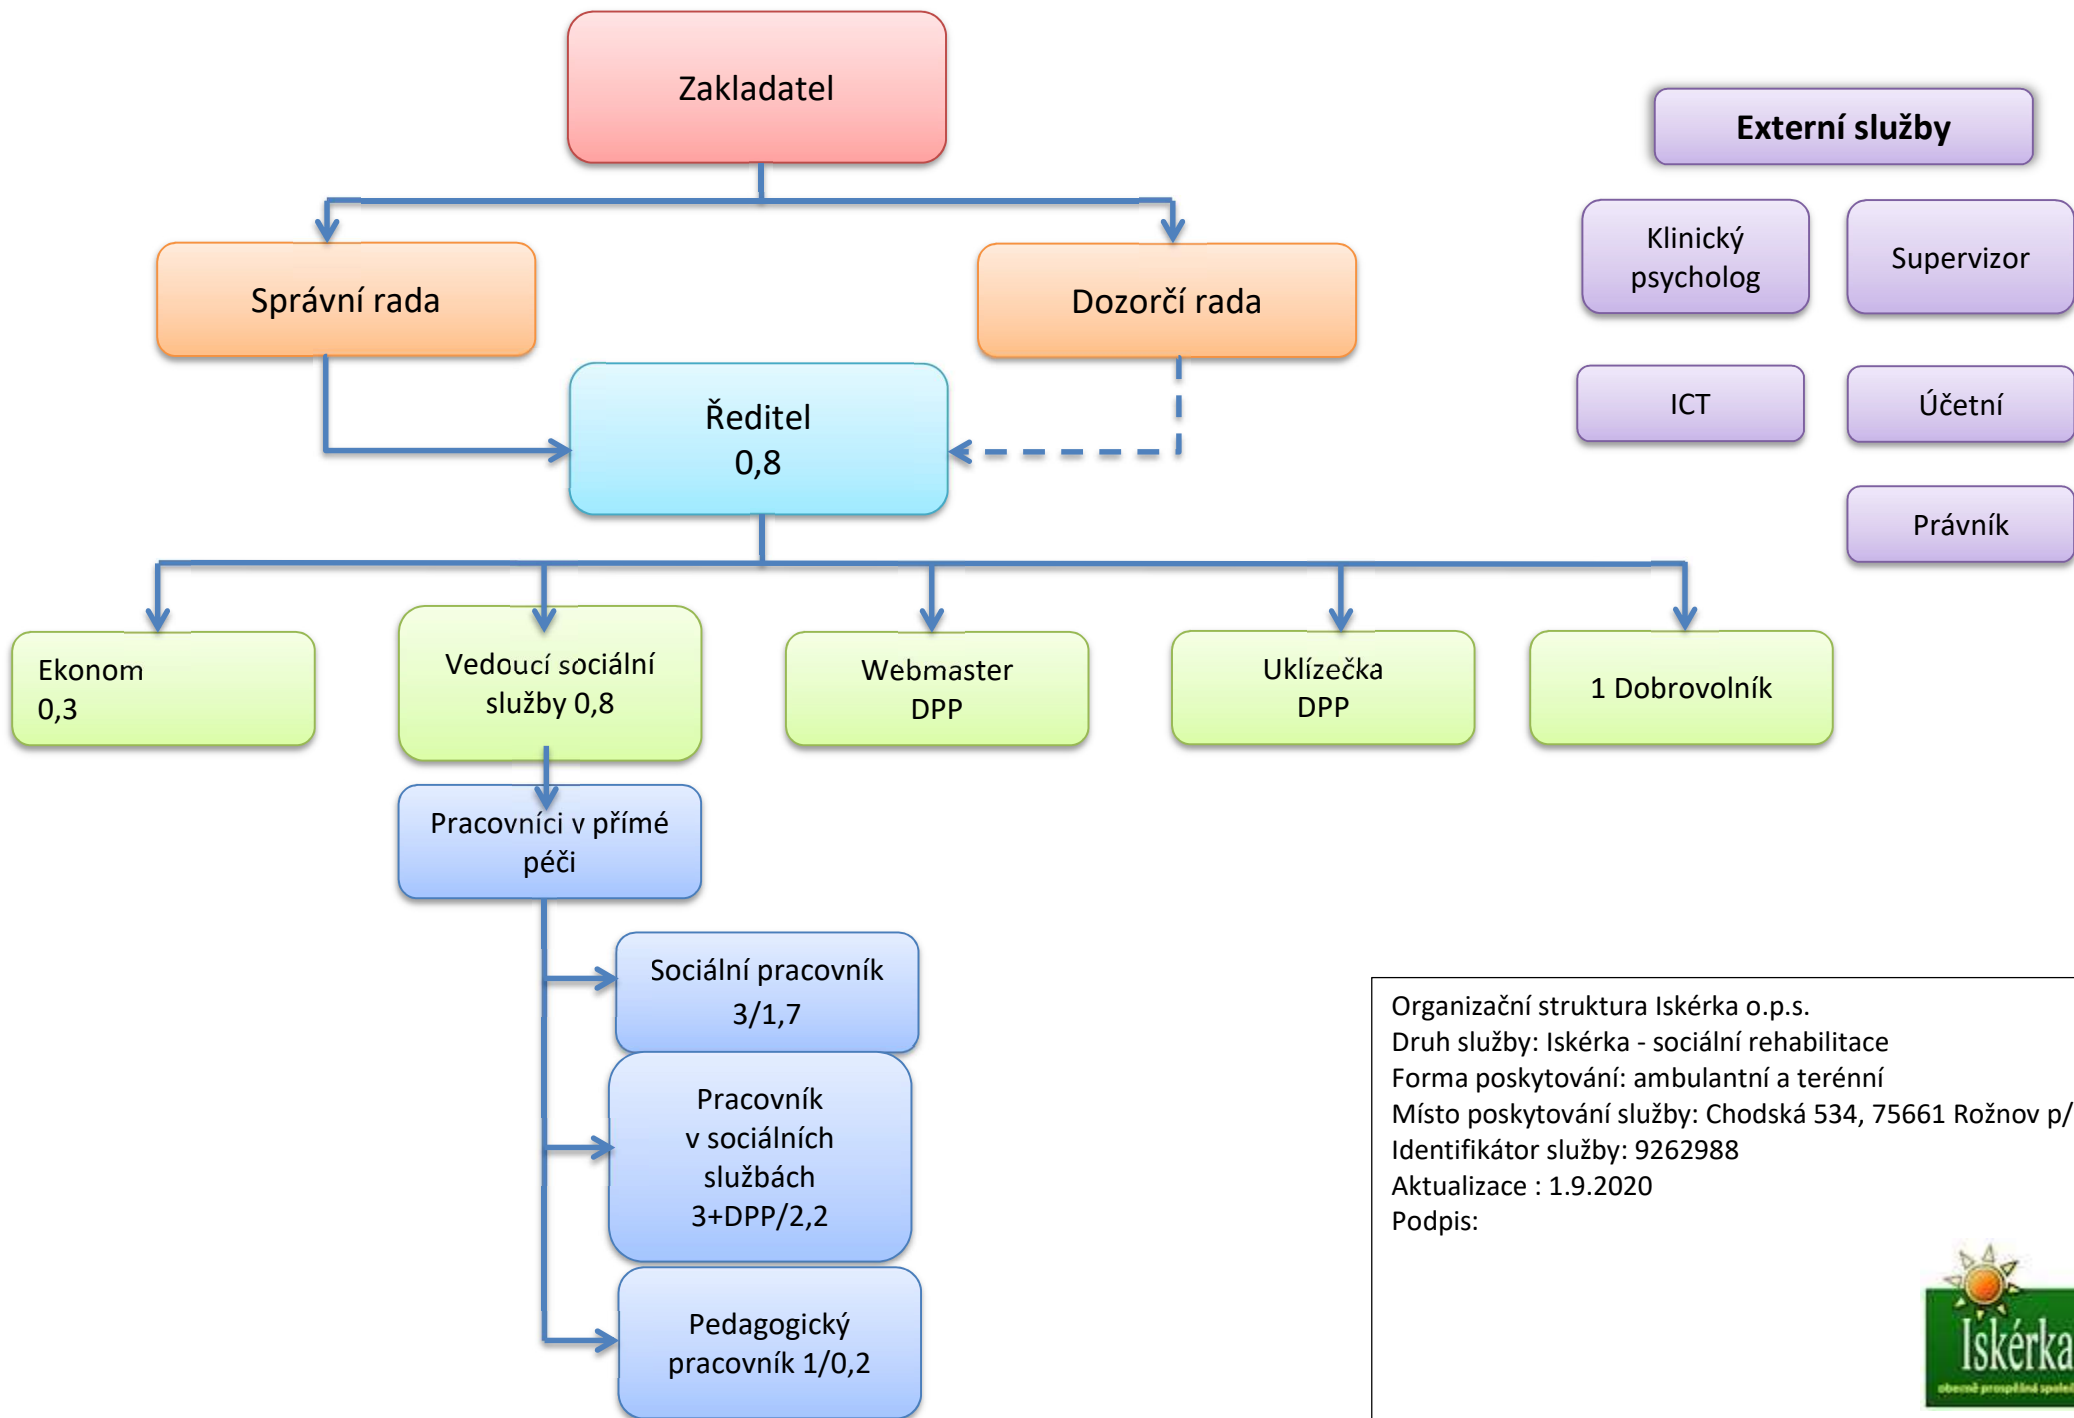 Zakladatel
Externí služby
Správní rada
Dozorčí rada
Klinický
psycholog
Supervizor
Ředitel
0,8
ICT
Účetní
Právník
Ekonom
0,3
Vedoucí sociální
služby 0,8
Webmaster
DPP
Uklízečka
DPP
1 Dobrovolník
Pracovníci v přímé
péči
Sociální pracovník
3/1,7
Pracovník
v sociálních
službách
3+DPP/2,2
Pedagogický
pracovník 1/0,2
Organizační struktura Iskérka o.p.s.
Druh služby: Iskérka - sociální rehabilitace
Forma poskytování: ambulantní a terénní
Místo poskytování služby: Chodská 534, 75661 Rožnov p/
Identifikátor služby: 9262988
Aktualizace : 1.9.2020
Podpis:
Iskérka
obecně prospěšná